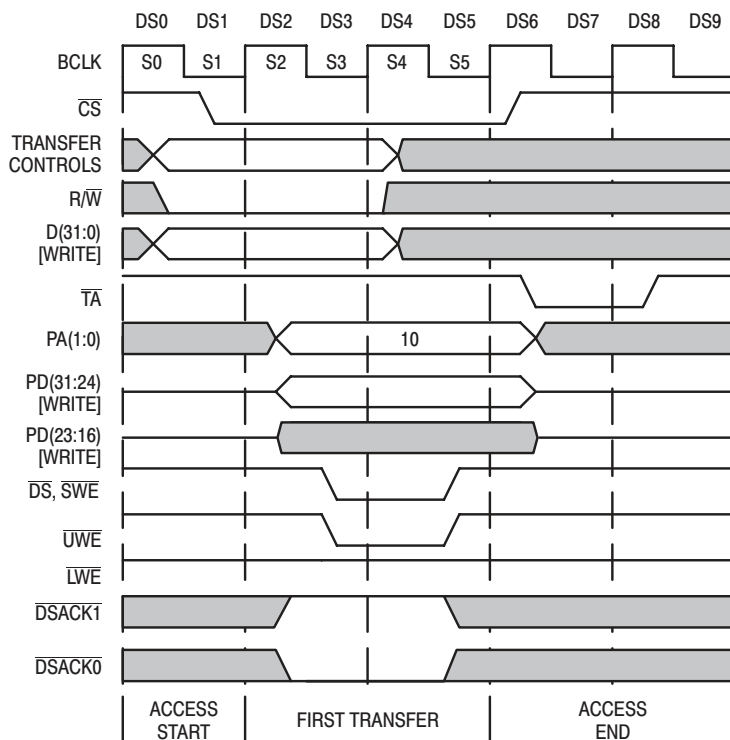 DS0 DS1 DS2 DS3 DS4 DS5 DS6 DS7 DS8 DS9
BCLK S0 S1 S2 S3 S4 S5
CS
TRANSFER
CONTROLS
R/W
D(31:0)
[WRITE]
TA
PA(1:0) 10
PD(31:24)
[WRITE]
PD(23:16)
[WRITE]
DS, SWE
UWE
LWE
DSACK1
DSACK0
ACCESS
START
FIRST TRANSFER
ACCESS
END